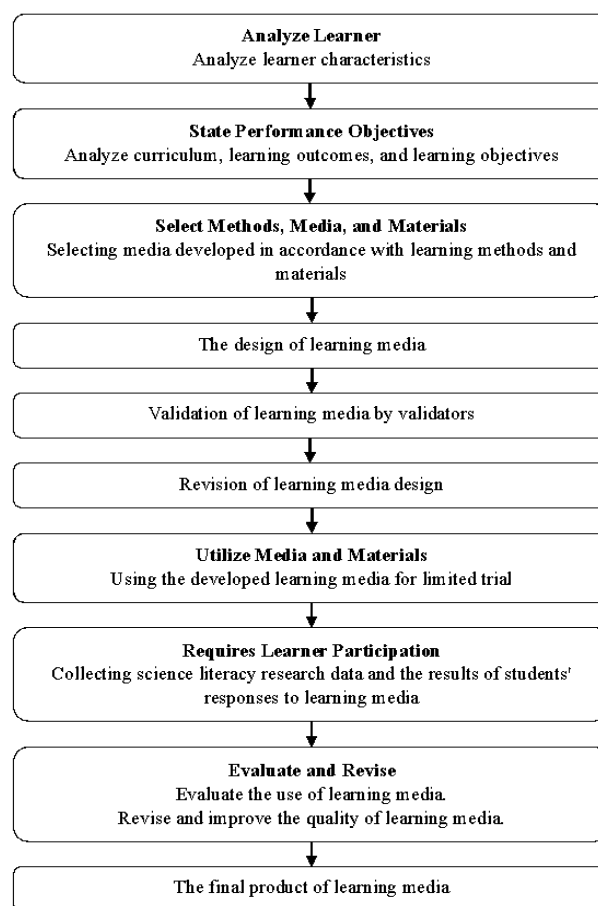 Analyze Learner
Analyze learner characteristics
State Performance Objectives
Analyze curriculum, learning outcomes, and learning objectives
Select Methods, Media, and Materials
Selecting media developed in accordance with learning methods and
materials
The design of learning media
Validation of learning media by validators
Revision of learning media design
Utilize Media and Materials
Using the developed learning media for limited trial
Requires Learner Participation
Collecting science literacy research data and the results of students'
responses to learning media
Evaluate and Revise
Evaluate the use of learning media.
Revise and improve the quality of learning media.
The final product of learning media